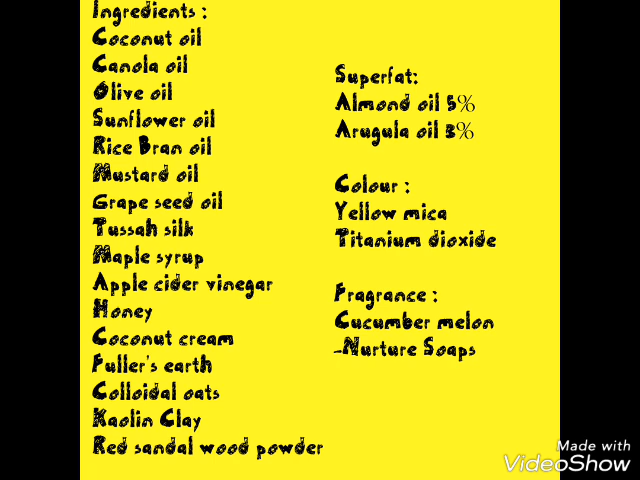 Ingredients :
Coconut oil
Canola oil
Olive oil
Sunflower oil
Rice Bran oil
Mustard oil
Grape seed oil
Tussah silk
Maple syrup
Apple cider vinegar
Honey
Coconut cream
Fuller's earth
Colloidal oats
Kaolin Clay
Red sandal wood powder
Superfat:
Almond oil 5%
Arugula oil 3%
Colour :
Yellow mica
Titanium dioxide
Fragrance :
Cucumber melon
-Nurture Soaps
Made with
VideoShow